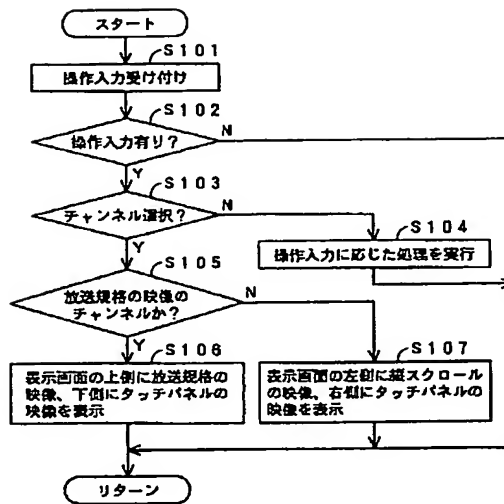 スタート
S101
操作入力受け付け
S102
操作入力有り?
N
Y
S103
チャンネル選択?
N
Y
S104
操作入力に応じた処理を実行
S105
放送規格の映像の
チャンネルか?
N
Y
S106
表示画面の上側に放送規格の
映像、下側にタッチパネルの
映像を表示
S107
表示画面の左側に縦スクロール
の映像、右側にタッチパネルの
映像を表示
リターン